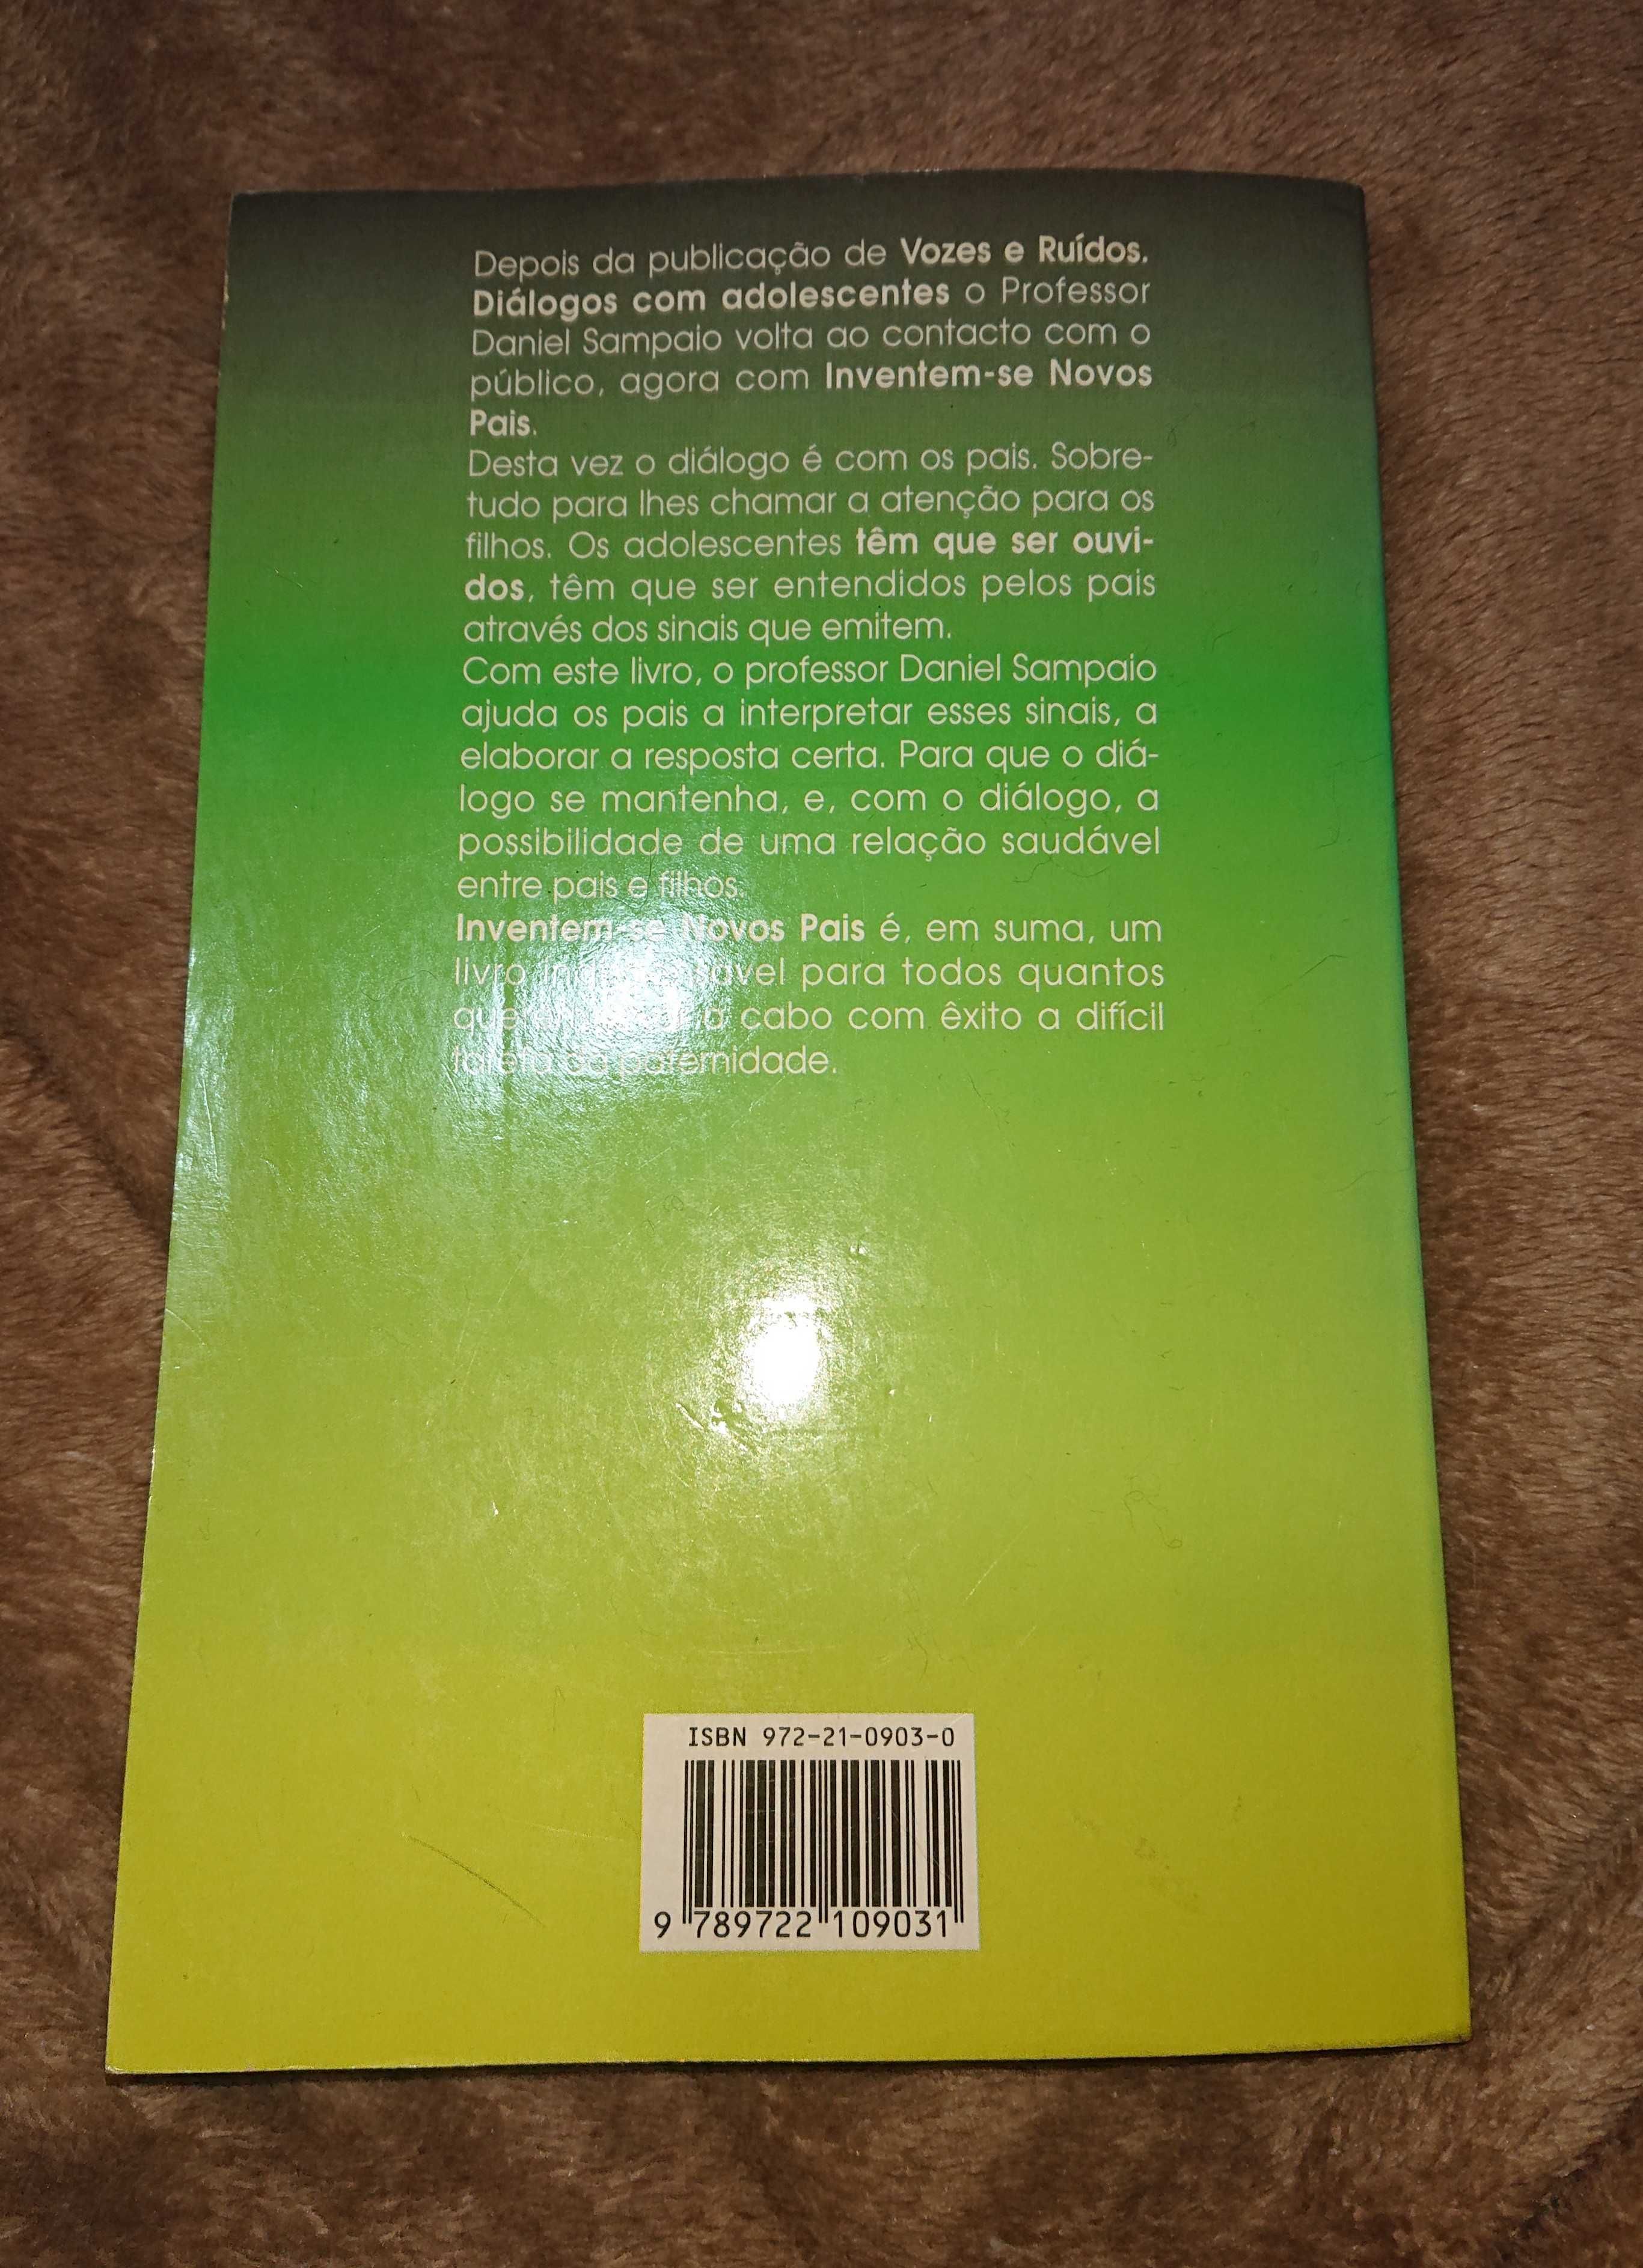 Depois da publicação de Vozes e Ruídos.
Diálogos com adolescentes o Professor
Daniel Sampaio volta ao contacto com o
público, agora com Inventem-se Novos
Pais.
Desta vez o diálogo é com os pais. Sobre-
tudo para lhes chamar a atenção para os
filhos. Os adolescentes têm que ser ouvi-
dos, têm que ser entendidos pelos pais
através dos sinais que emitem.
Com este livro, o professor Daniel Sampaio
ajuda os pais a interpretar esses sinais, a
elaborar a resposta certa. Para que o diá-
logo se mantenha, e, com o diálogo, a
possibilidade de uma relação saudável
entre pais e filhos.
Inventem-se Novos Pais é, em suma, um
livro para todos quantos
a cabo com êxito a difícil
tarefa da paternidade.
ISBN 972-21-0903-0
9 789722 109031